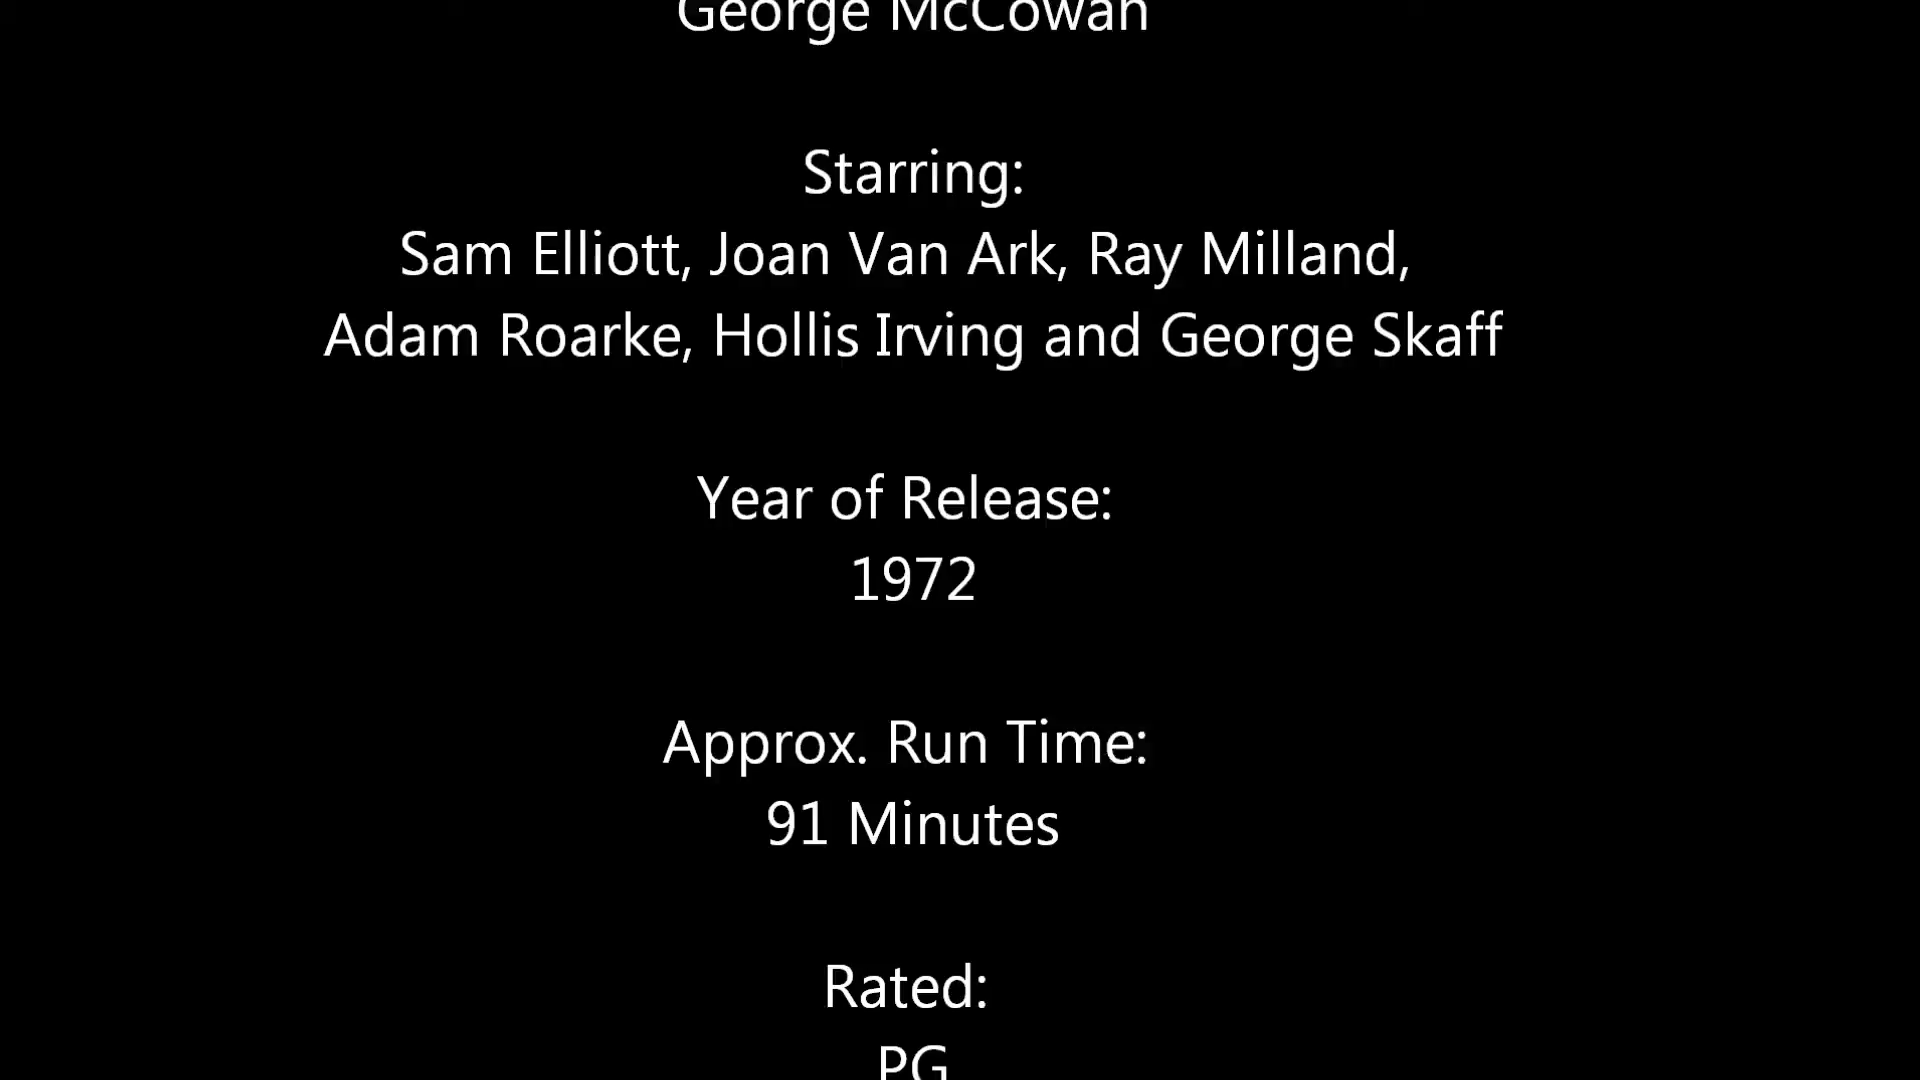 George McCowan
Starring:
Sam Elliott, Joan Van Ark, Ray Milland,
Adam Roarke, Hollis Irving and George Skaff
Year of Release:
1972
Approx. Run Time:
91 Minutes
Rated:
PG